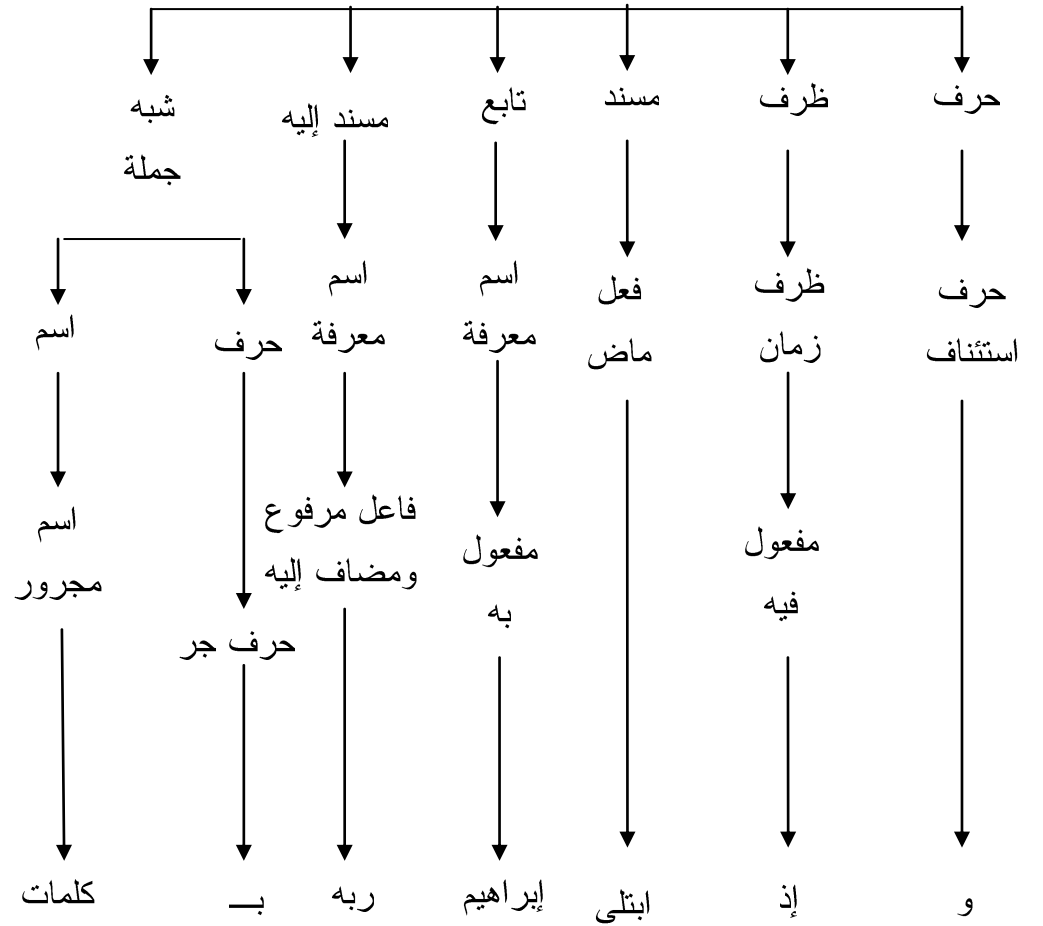 حرف
ظرف
مسند
تابع
مسند إليه
شبه
جملة
حرف
استئناف
ظرف
زمان
فعل
ماض
اسم
معرفة
اسم
معرفة
حرف
اسم
مفعول
فيه
مفعول
به
فاعل مرفوع
ومضاف إليه
حرف جر
اسم
مجرور
و
إذ
ابتلى
إبراهيم
ربه
بــ
كلمات